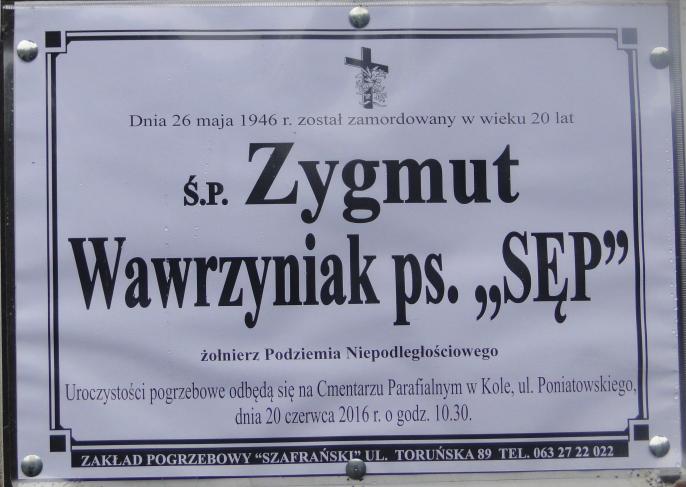 Dnia 26 maja 1946 r. został zamordowany w wieku 20 lat
Ś.P. Zygmut
Wawrzyniak ps. „SĘP”
żołnierz Podziemia Niepodległościowego
Uroczystości pogrzebowe odbędą się na Cmentarzu Parafialnym w Kole, ul. Poniatowskiego,
dnia 20 czerwca 2016 r. o godz. 10.30.
ZAKŁAD POGRZEBOWY "SZAFRAŃSKI" UL. TORUŃSKA 89 TEL. 063 27 22 022